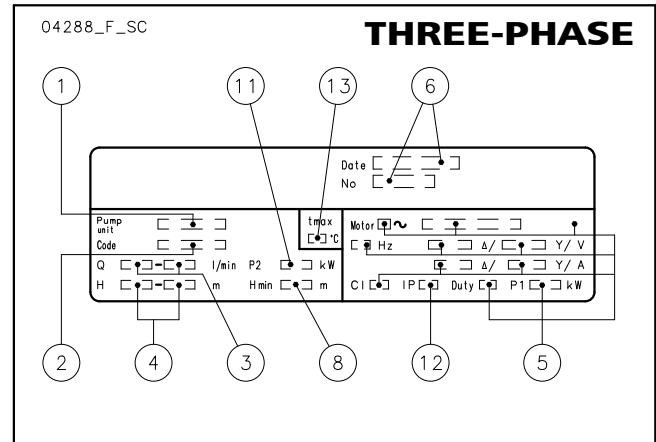 04288_F_SC
THREE-PHASE
1
11
13
6
Date
No
Pump unit
tmax
°C
Motor ~
Code
Hz Δ/ Y/ V
Q - l/min P2 kW
Δ/ Y/ A
H - m Hmin m
Cl IP Duty P1 kW
2
4
3
8
12
5